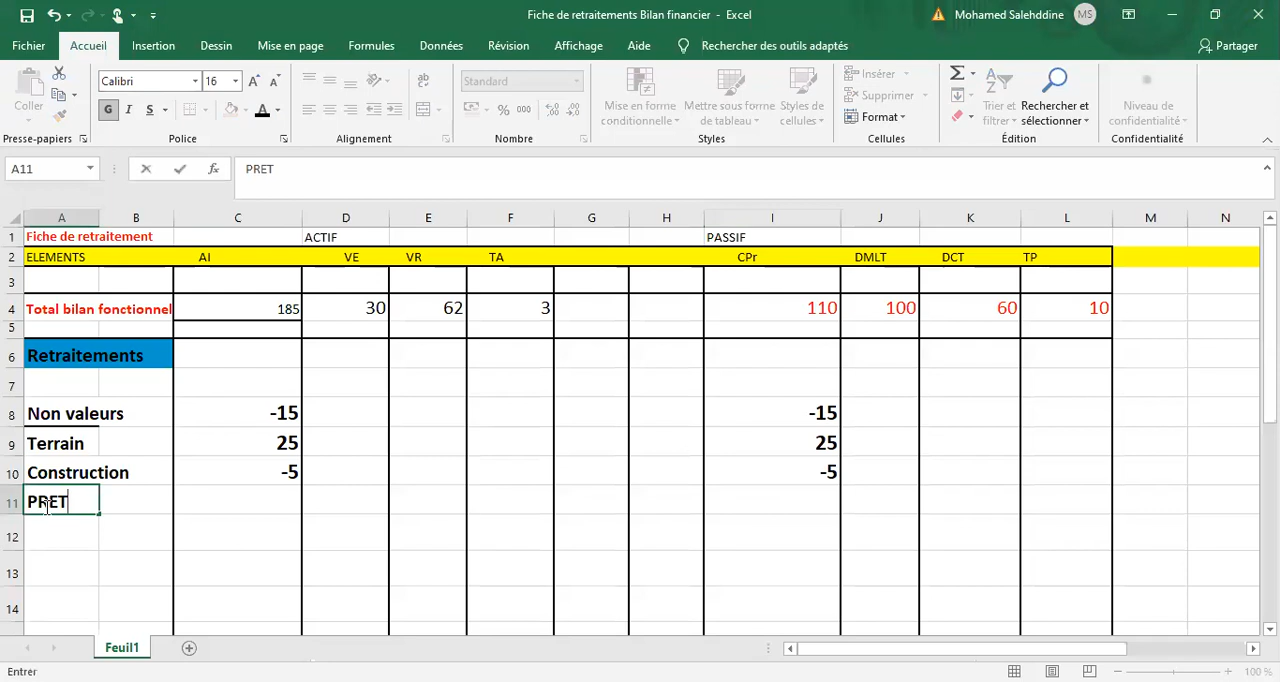 Fiche de retraitements Bilan financier - Excel
Mohamed Salehddine MS
Fichier Accueil Insertion Dessin Mise en page Formules Données Révision Affichage Aide Rechercher des outils adaptés Partager
Coller
Presse-papiers
Calibri 16
G I S
Police
ab
Alignement
Standard
% 000
Nombre
Mise en forme conditionnelle
Mettre sous forme de tableau
Styles de cellules
Styles
Insérer
Supprimer
Format
Cellules
Trier et filtrer
Rechercher et sélectionner
Édition
Niveau de confidentialité
Confidentialité
A11 fx PRET
A B C D E F G H I J K L M N
1 Fiche de retraitement ACTIF PASSIF
2 ELEMENTS AI VE VR TA CPr DMLT DCT TP
3
4 Total bilan fonctionnel 185 30 62 3 110 100 60 10
5
6 Retraitements
7
8 Non valeurs -15 -15
9 Terrain 25 25
10 Construction -5 -5
11 PRET
12
13
14
Feuil1
Entrer 100 %